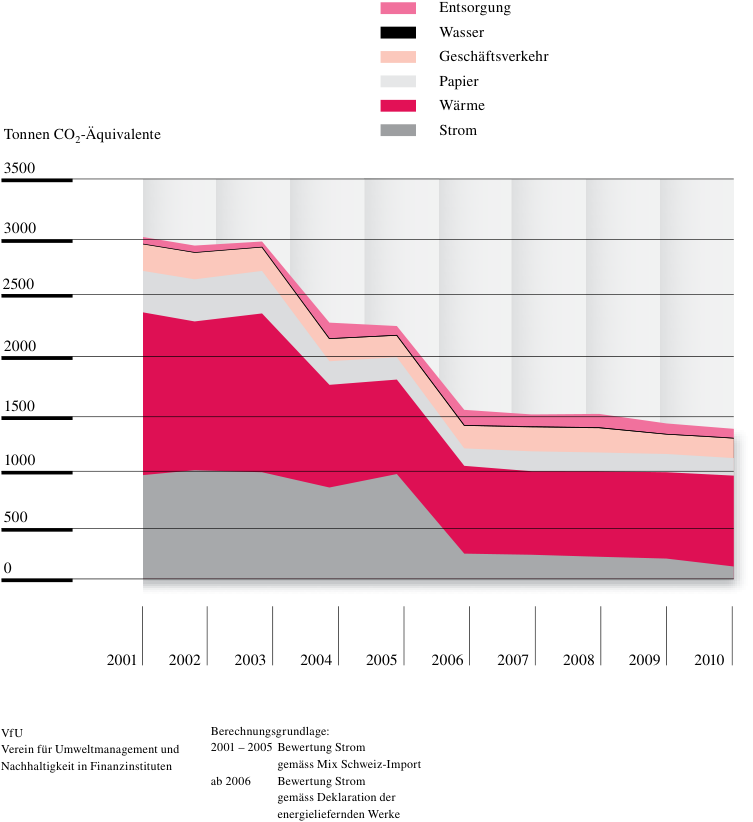 Entsorgung
Wasser
Geschäftsverkehr
Papier
Wärme
Strom
Tonnen CO₂-Äquivalente
3500
3000
2500
2000
1500
1000
500
0
2001 2002 2003 2004 2005 2006 2007 2008 2009 2010
VfU
Verein für Umweltmanagement und
Nachhaltigkeit in Finanzinstituten
Berechnungsgrundlage:
2001 – 2005 Bewertung Strom
gemäss Mix Schweiz-Import
ab 2006 Bewertung Strom
gemäss Deklaration der
energieliefernden Werke